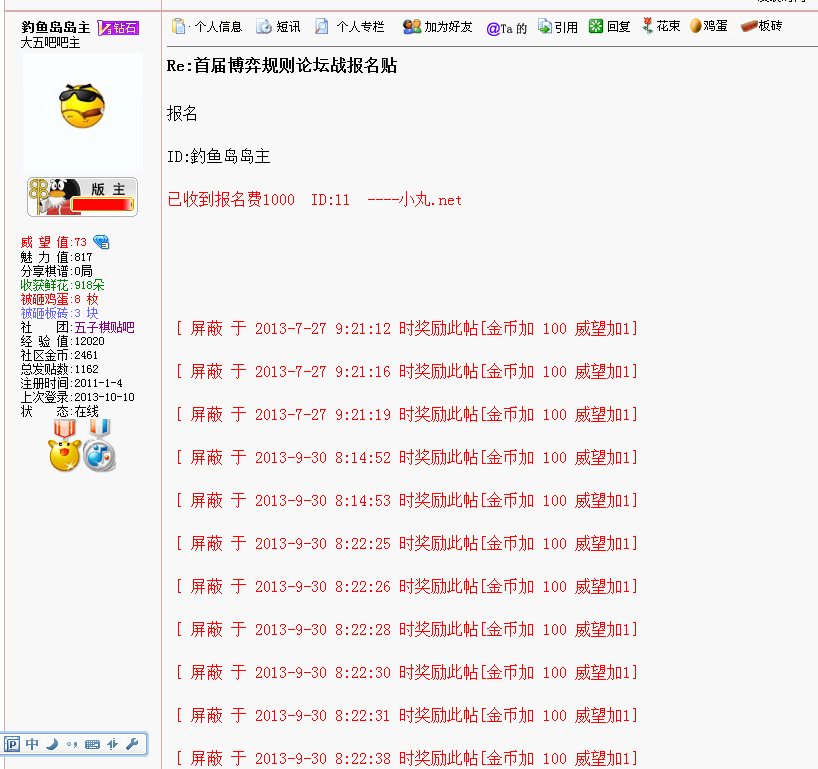 釣鱼岛岛主 钻石
大五吧吧主
版 主
威 望 值:73
魅 力 值:817
分享棋谱:0局
收获鲜花:918朵
被砸鸡蛋:8 枚
被砸板砖:3 块
社 团:五子棋贴吧
经 验 值:12020
社区金币:2461
总发贴数:1162
注册时间:2011-1-4
上次登录:2013-10-10
状 态:在线
·个人信息 短讯 个人专栏 加为好友 @Ta 的 引用 回复 花束 鸡蛋 板砖
Re:首届博弈规则论坛战报名贴
报名
ID:釣鱼岛岛主
已收到报名费1000 ID:11 ----小丸.net
[ 屏蔽 于 2013-7-27 9:21:12 时奖励此帖[金币加 100 威望加1]
[ 屏蔽 于 2013-7-27 9:21:16 时奖励此帖[金币加 100 威望加1]
[ 屏蔽 于 2013-7-27 9:21:19 时奖励此帖[金币加 100 威望加1]
[ 屏蔽 于 2013-9-30 8:14:52 时奖励此帖[金币加 100 威望加1]
[ 屏蔽 于 2013-9-30 8:14:53 时奖励此帖[金币加 100 威望加1]
[ 屏蔽 于 2013-9-30 8:22:25 时奖励此帖[金币加 100 威望加1]
[ 屏蔽 于 2013-9-30 8:22:26 时奖励此帖[金币加 100 威望加1]
[ 屏蔽 于 2013-9-30 8:22:28 时奖励此帖[金币加 100 威望加1]
[ 屏蔽 于 2013-9-30 8:22:30 时奖励此帖[金币加 100 威望加1]
[ 屏蔽 于 2013-9-30 8:22:31 时奖励此帖[金币加 100 威望加1]
[ 屏蔽 于 2013-9-30 8:22:38 时奖励此帖[金币加 100 威望加1]
P 中